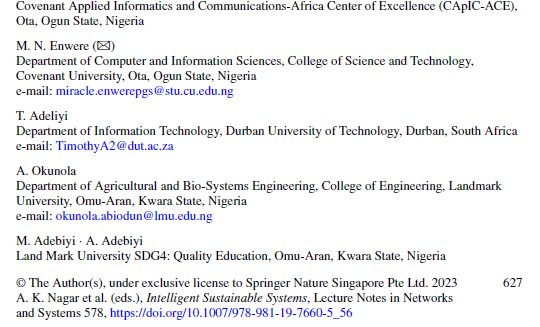 Covenant Applied Informatics and Communications-Africa Center of Excellence (CApIC-ACE),
Ota, Ogun State, Nigeria
M. N. Enwere (✉)
Department of Computer and Information Sciences, College of Science and Technology,
Covenant University, Ota, Ogun State, Nigeria
e-mail: miracle.enwerepgs@stu.cu.edu.ng
T. Adeliyi
Department of Information Technology, Durban University of Technology, Durban, South Africa
e-mail: TimothyA2@dut.ac.za
A. Okunola
Department of Agricultural and Bio-Systems Engineering, College of Engineering, Landmark
University, Omu-Aran, Kwara State, Nigeria
e-mail: okunola.abiodun@lmu.edu.ng
M. Adebiyi · A. Adebiyi
Land Mark University SDG4: Quality Education, Omu-Aran, Kwara State, Nigeria
© The Author(s), under exclusive license to Springer Nature Singapore Pte Ltd. 2023 627
A. K. Nagar et al. (eds.), Intelligent Sustainable Systems, Lecture Notes in Networks
and Systems 578, https://doi.org/10.1007/978-981-19-7660-5_56